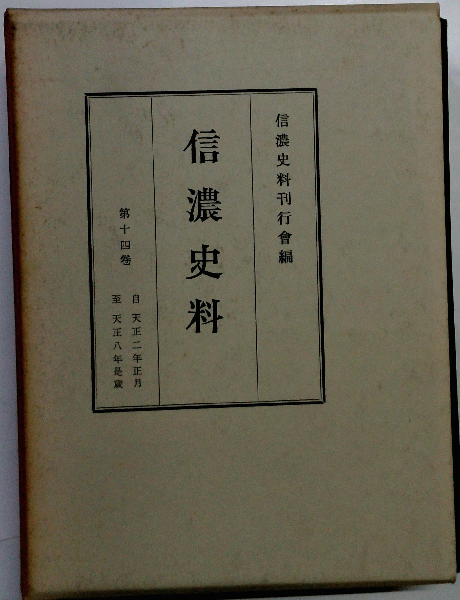 信濃史料刊行會編
信濃史料
第十四卷
自 天正二年正月
至 天正八年是歳